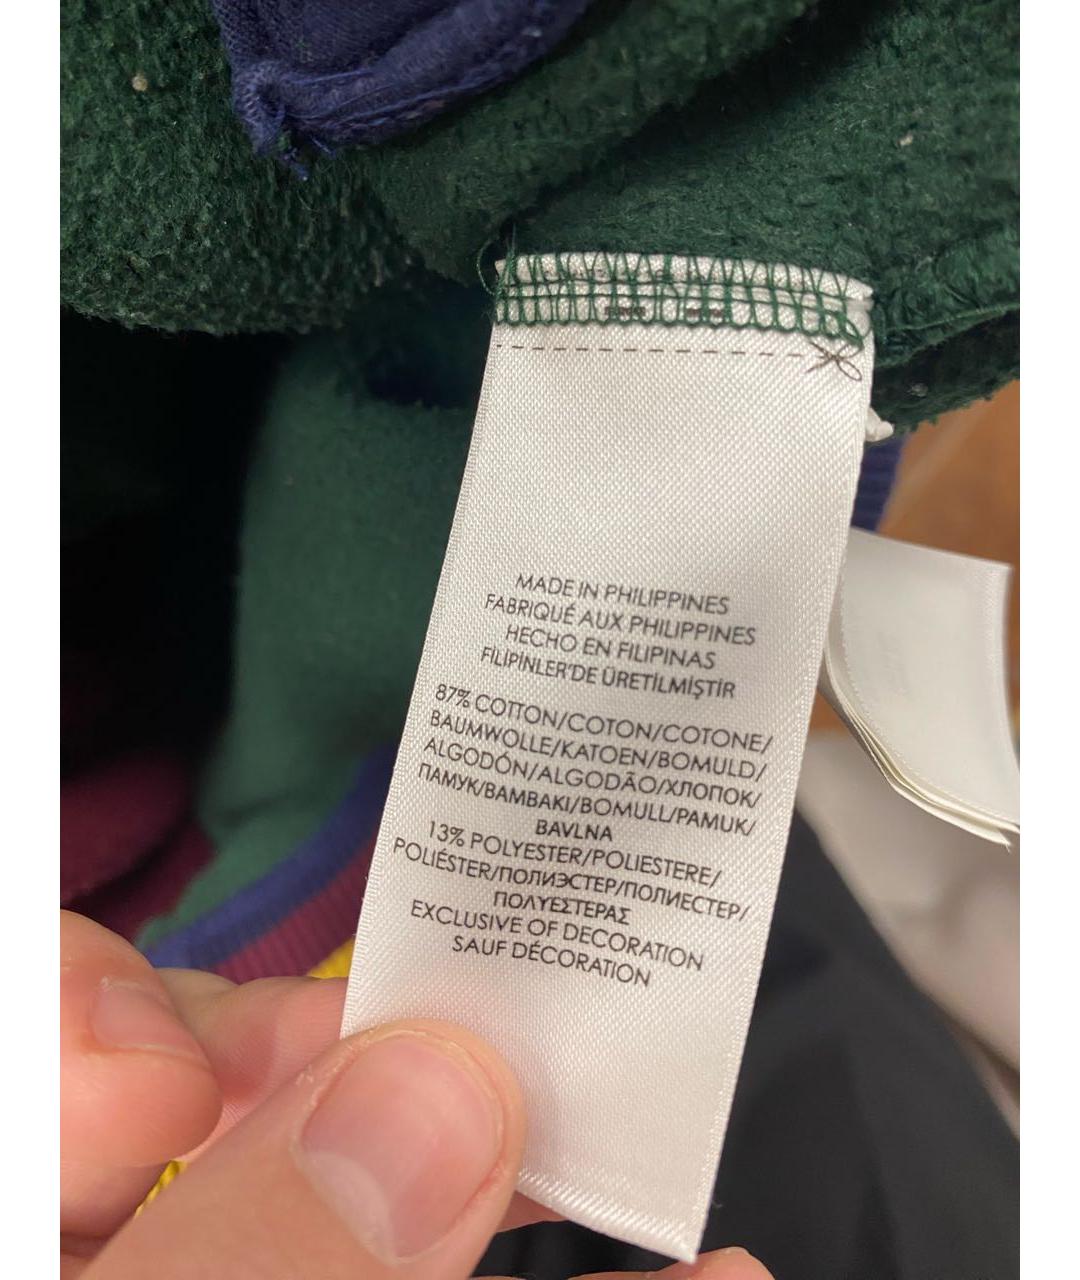 MADE IN PHILIPPINES
FABRIQUÉ AUX PHILIPPINES
HECHO EN FILIPINAS
FİLİPİNLER'DE ÜRETİLMİŞTİR
87% COTTON/COTON/COTONE/
BAUMWOLLE/KATOEN/BOMULD/
ALGODÓN/ALGODÃO/ХЛОПОК/
ПАМУК/ΒΑΜΒΑΚΙ/BOMULL/PAMUK/
BAVLNA
13% POLYESTER/POLIESTERE/
POLIÉSTER/ПОЛИЭСТЕР/ПОЛИЕСТЕР/
ΠΟΛΥΕΣΤΕΡΑΣ
EXCLUSIVE OF DECORATION
SAUF DÉCORATION